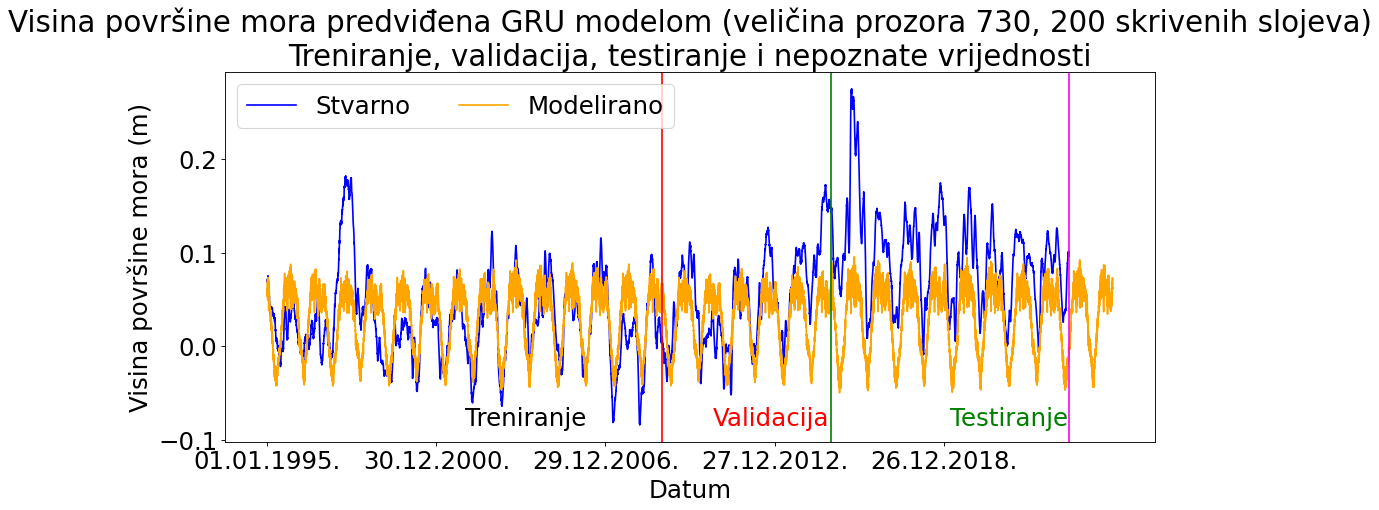 Visina površine mora predviđena GRU modelom (veličina prozora 730, 200 skrivenih slojeva)
Treniranje, validacija, testiranje i nepoznate vrijednosti
Stvarno Modelirano
Visina površine mora (m)
0.2
0.1
0.0
−0.1
Treniranje Validacija Testiranje
01.01.1995. 30.12.2000. 29.12.2006. 27.12.2012. 26.12.2018.
Datum